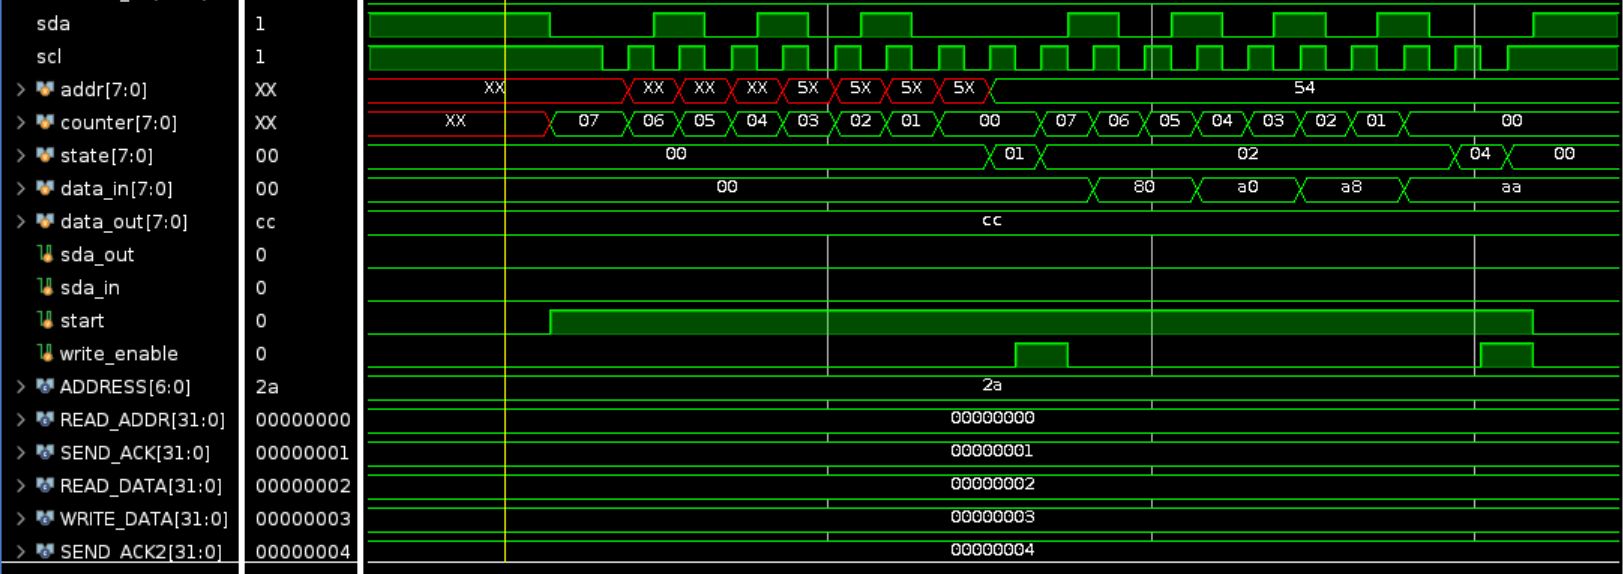 sda 1
scl 1
addr[7:0] XX XX XX XX XX 5X 5X 5X 5X 54
counter[7:0] XX XX 07 06 05 04 03 02 01 00 07 06 05 04 03 02 01 00
state[7:0] 00 00 01 02 04 00
data_in[7:0] 00 00 80 a0 a8 aa
data_out[7:0] cc cc
sda_out 0
sda_in 0
start 0
write_enable 0
ADDRESS[6:0] 2a 2a
READ_ADDR[31:0] 00000000 00000000
SEND_ACK[31:0] 00000001 00000001
READ_DATA[31:0] 00000002 00000002
WRITE_DATA[31:0] 00000003 00000003
SEND_ACK2[31:0] 00000004 00000004